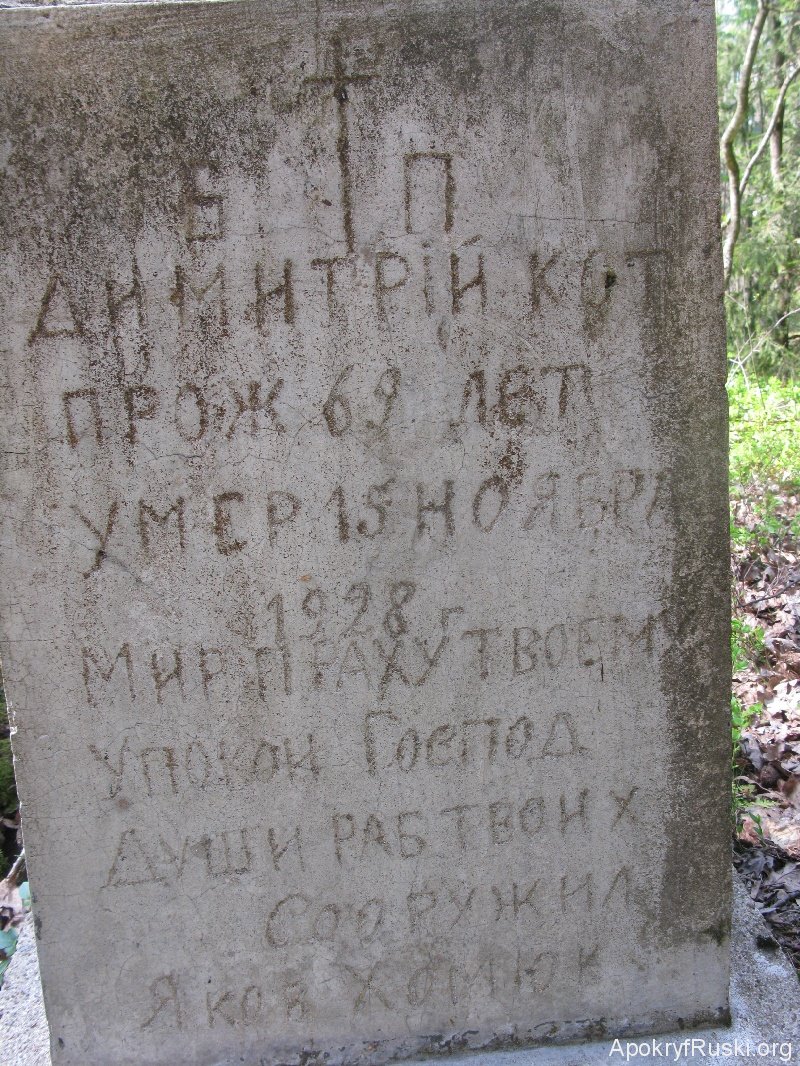 Б П
ДИМИТРІЙ КОТ
ПРОЖ 69 ЛЕТ
УМЕР 15 НОЯБРЯ
1928 г
МИР ПРАХУ ТВОЕМУ
УПОКОЙ ГОСПОД
ДУШИ РАБ ТВОИХ
СООРУЖИЛ
ЯКОВ ХОМЮК
ApokryfRuski.org